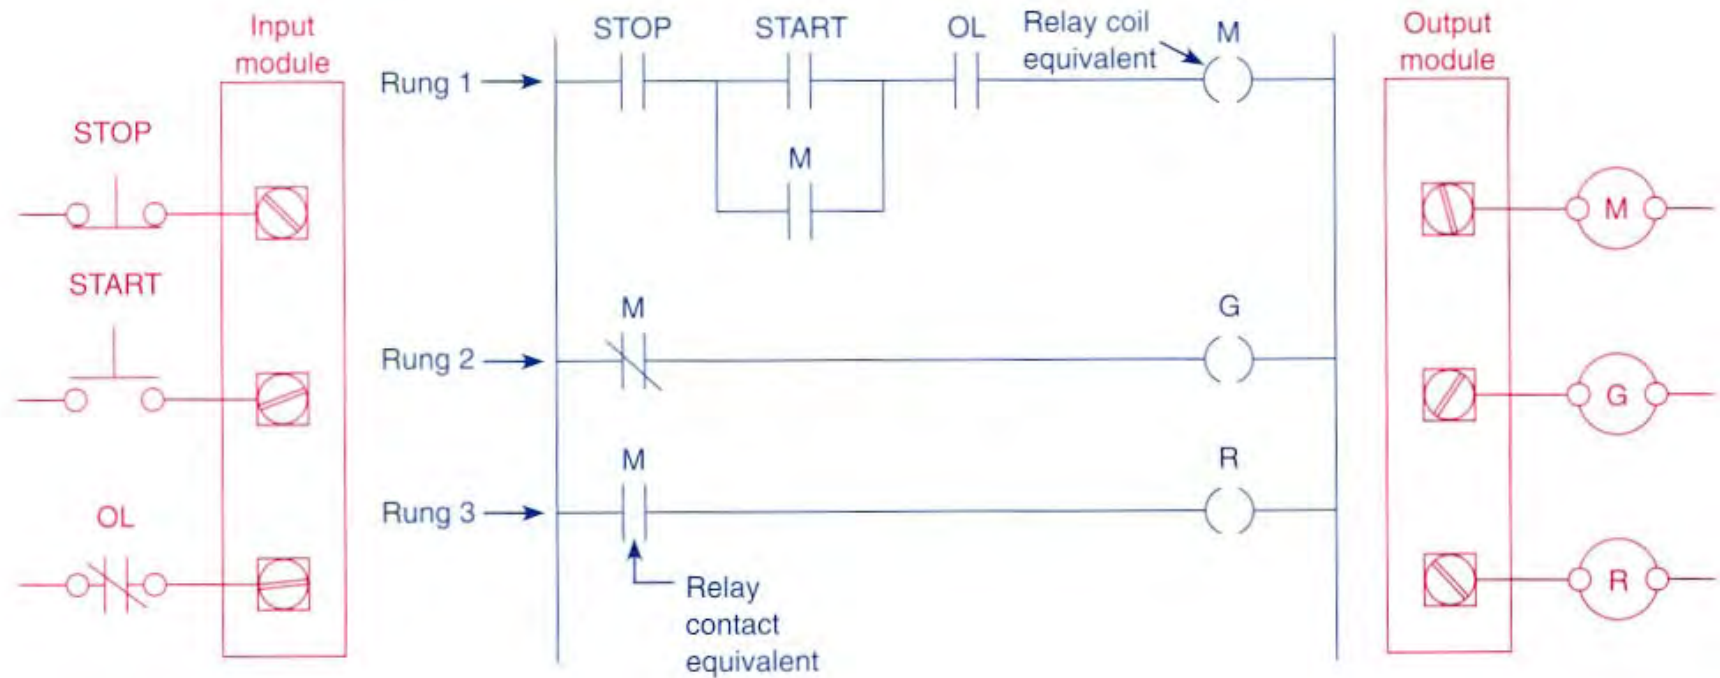 Input
module
STOP
START
OL
Rung 1
STOP
START
OL
Relay coil
equivalent
M
M
Rung 2
M
G
Rung 3
M
R
Relay
contact
equivalent
Output
module
M
G
R